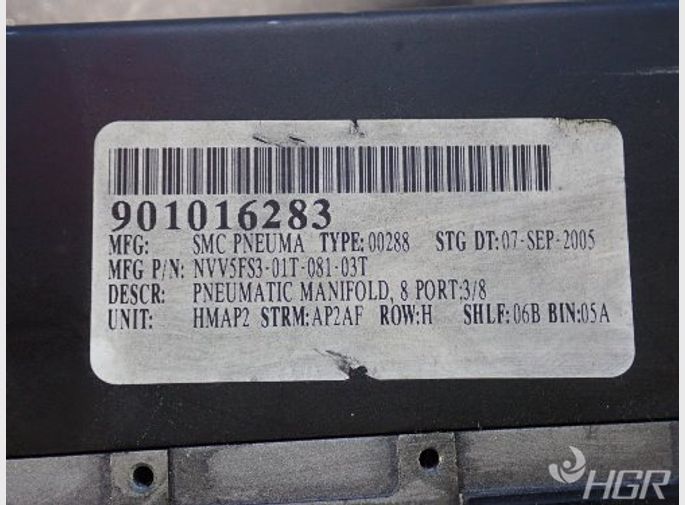 901016283
MFG: SMC PNEUMA TYPE:00288 STG DT:07-SEP-2005
MFG P/N: NVV5FS3-01T-081-03T
DESCR: PNEUMATIC MANIFOLD, 8 PORT:3/8
UNIT: HMAP2 STRM:AP2AF ROW:H SHLF:06B BIN:05A
HGR